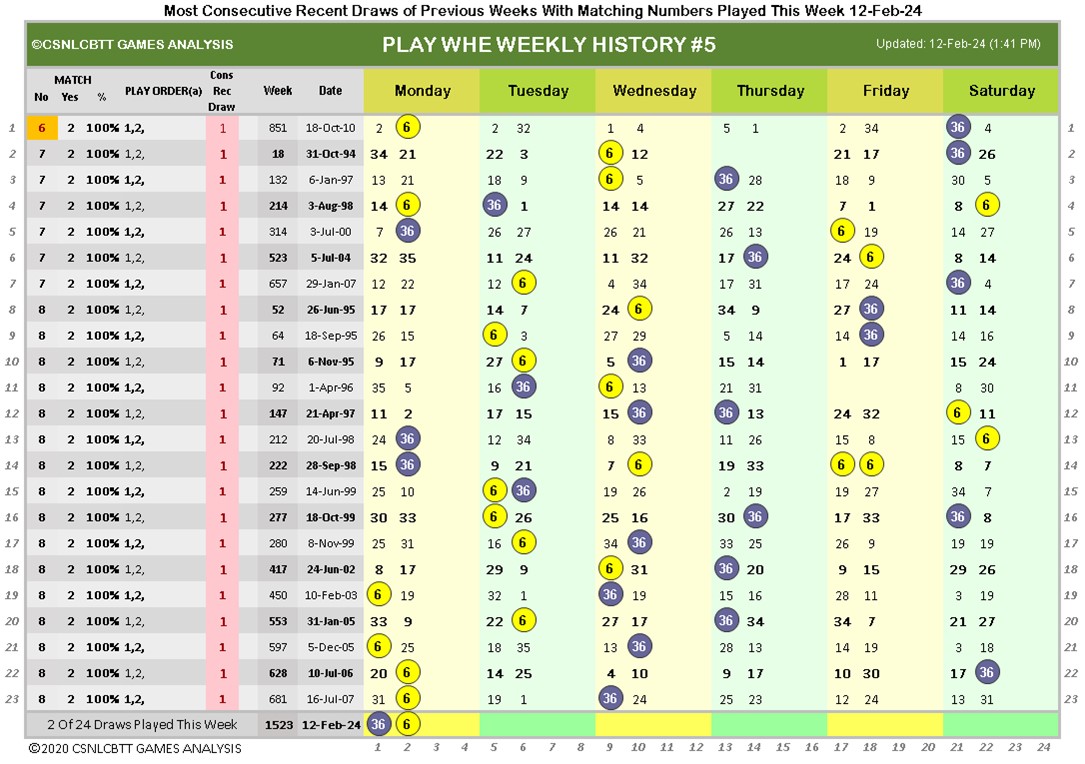 Most Consecutive Recent Draws of Previous Weeks With Matching Numbers Played This Week 12-Feb-24
©CSNLCBTT GAMES ANALYSIS PLAY WHE WEEKLY HISTORY #5 Updated: 12-Feb-24 (1:41 PM)
No MATCH Yes % PLAY ORDER(a) Cons Rec Draw Week Date Monday Tuesday Wednesday Thursday Friday Saturday
1 6 2 100% 1,2, 1 851 18-Oct-10 2 6 2 32 1 4 5 1 2 34 36 4 1
2 7 2 100% 1,2, 1 18 31-Oct-94 34 21 22 3 6 12 21 17 36 26 2
3 7 2 100% 1,2, 1 132 6-Jan-97 13 21 18 9 6 5 36 28 18 9 30 5 3
4 7 2 100% 1,2, 1 214 3-Aug-98 14 6 36 1 14 14 27 22 7 1 8 6 4
5 7 2 100% 1,2, 1 314 3-Jul-00 7 36 26 27 26 21 26 13 6 19 14 27 5
6 7 2 100% 1,2, 1 523 5-Jul-04 32 35 11 24 11 32 17 36 24 6 8 14 6
7 7 2 100% 1,2, 1 657 29-Jan-07 12 22 12 6 4 34 17 31 17 24 36 4 7
8 8 2 100% 1,2, 1 52 26-Jun-95 17 17 14 7 24 6 34 9 27 36 11 14 8
9 8 2 100% 1,2, 1 64 18-Sep-95 26 15 6 3 27 29 5 14 14 36 14 16 9
10 8 2 100% 1,2, 1 71 6-Nov-95 9 17 27 6 5 36 15 14 1 17 15 24 10
11 8 2 100% 1,2, 1 92 1-Apr-96 35 5 16 36 6 13 21 31 8 30 11
12 8 2 100% 1,2, 1 147 21-Apr-97 11 2 17 15 15 36 36 13 24 32 6 11 12
13 8 2 100% 1,2, 1 212 20-Jul-98 24 36 12 34 8 33 11 26 15 8 15 6 13
14 8 2 100% 1,2, 1 222 28-Sep-98 15 36 9 21 7 6 19 33 6 6 8 7 14
15 8 2 100% 1,2, 1 259 14-Jun-99 25 10 6 36 19 26 2 19 19 27 34 7 15
16 8 2 100% 1,2, 1 277 18-Oct-99 30 33 6 26 25 16 30 36 17 33 36 8 16
17 8 2 100% 1,2, 1 280 8-Nov-99 25 31 16 6 34 36 33 25 26 9 19 19 17
18 8 2 100% 1,2, 1 417 24-Jun-02 8 17 29 9 6 31 36 20 9 15 29 26 18
19 8 2 100% 1,2, 1 450 10-Feb-03 6 19 32 1 36 19 15 16 28 11 3 19 19
20 8 2 100% 1,2, 1 553 31-Jan-05 33 9 22 6 27 17 36 34 34 7 21 27 20
21 8 2 100% 1,2, 1 597 5-Dec-05 6 25 18 35 13 36 28 13 14 19 3 18 21
22 8 2 100% 1,2, 1 628 10-Jul-06 20 6 14 25 4 10 9 17 10 30 17 36 22
23 8 2 100% 1,2, 1 681 16-Jul-07 31 6 19 1 36 24 25 23 12 24 13 31 23
2 Of 24 Draws Played This Week 1523 12-Feb-24 36 6
©2020 CSNLCBTT GAMES ANALYSIS 1 2 3 4 5 6 7 8 9 10 11 12 13 14 15 16 17 18 19 20 21 22 23 24